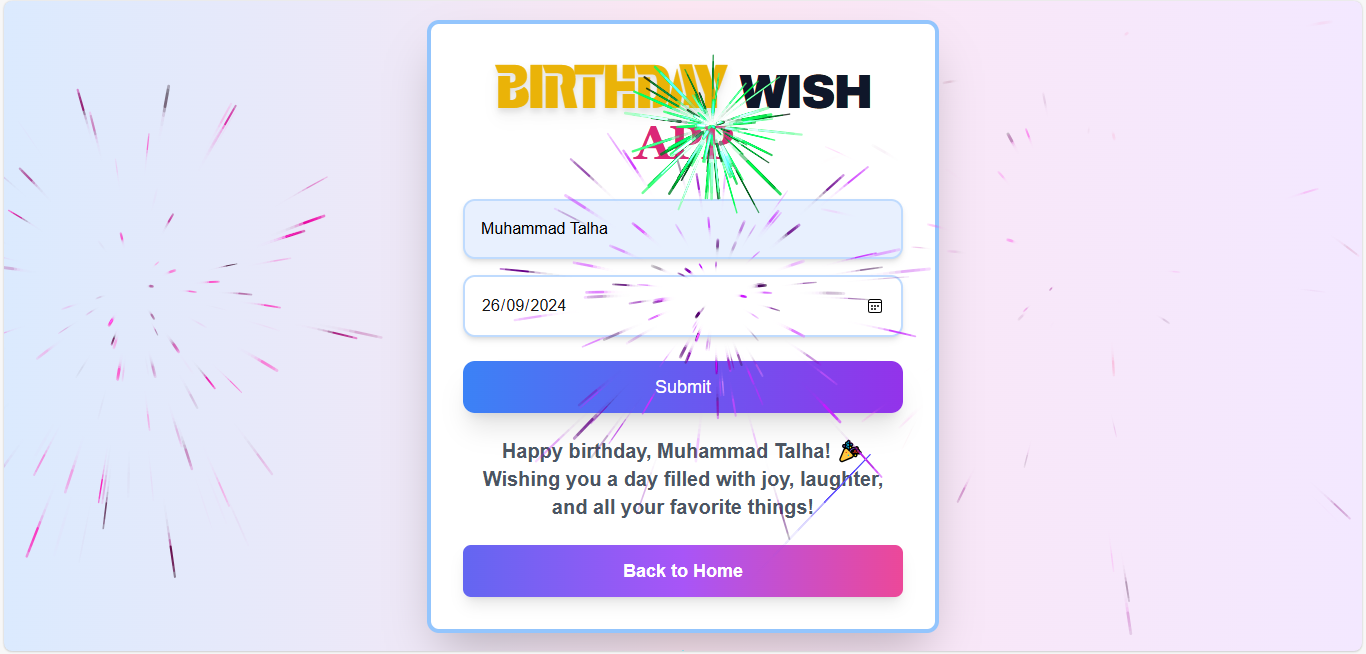 BIRTHDAY WISH
APP
Muhammad Talha
26/09/2024
Submit
Happy birthday, Muhammad Talha! 🎉
Wishing you a day filled with joy, laughter,
and all your favorite things!
Back to Home